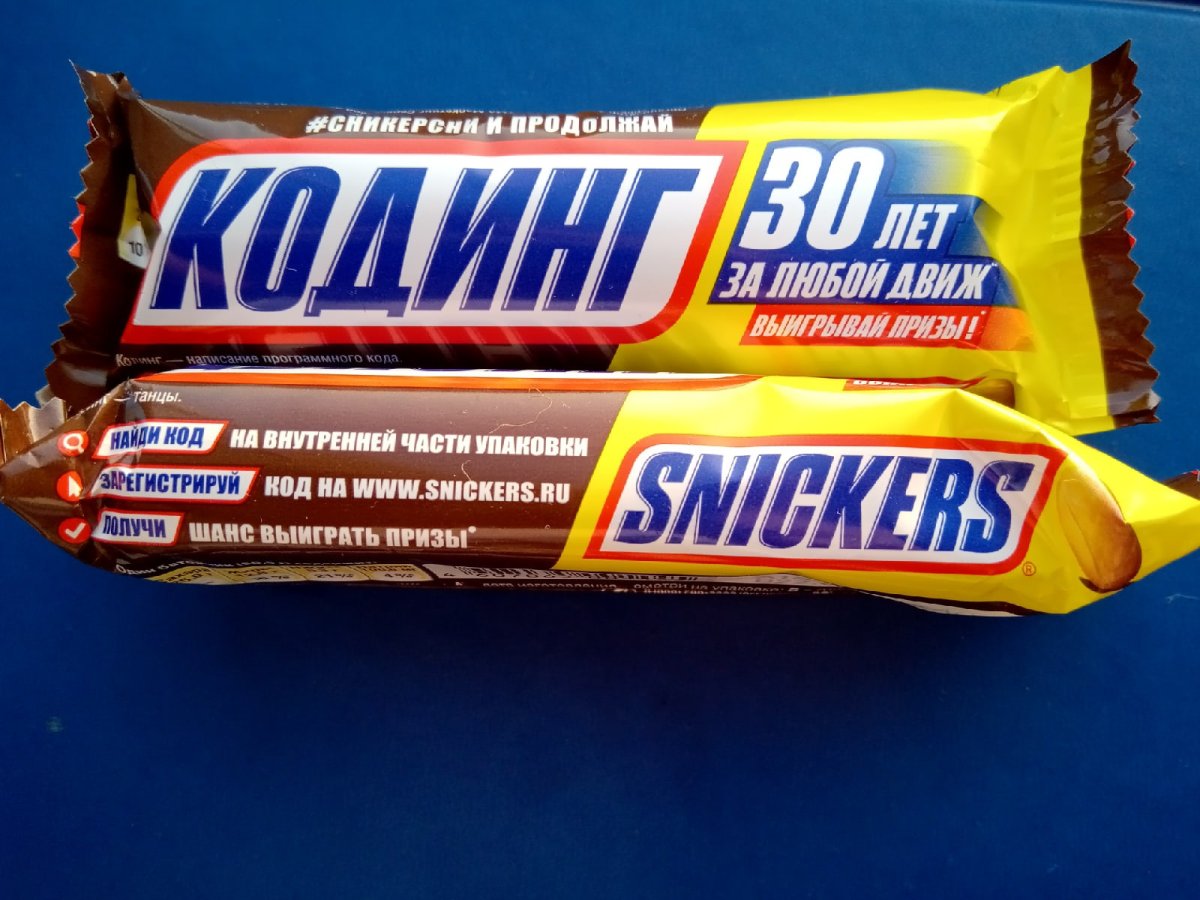 #СНИКЕРСНИ И ПРОДОЛЖАЙ
КОДИНГ
30 ЛЕТ
ЗА ЛЮБОЙ ДВИЖ
ВЫИГРЫВАЙ ПРИЗЫ!*
10
Кодинг — написание программного кода.
— танцы.
НАЙДИ КОД НА ВНУТРЕННЕЙ ЧАСТИ УПАКОВКИ
ЗАРЕГИСТРИРУЙ КОД НА WWW.SNICKERS.RU
ПОЛУЧИ ШАНС ВЫИГРАТЬ ПРИЗЫ*
SNICKERS®